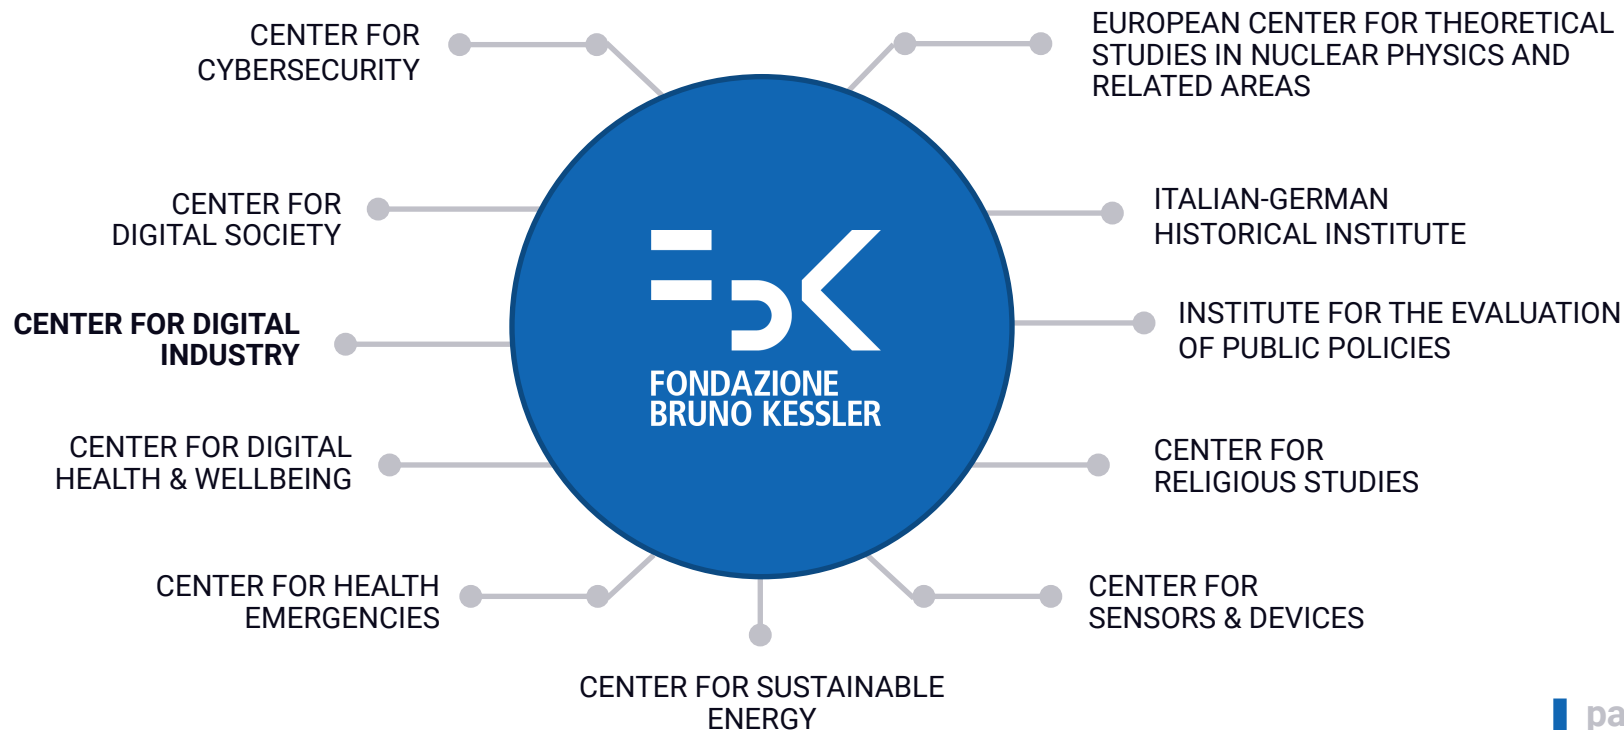 CENTER FOR
CYBERSECURITY
EUROPEAN CENTER FOR THEORETICAL
STUDIES IN NUCLEAR PHYSICS AND
RELATED AREAS
CENTER FOR
DIGITAL SOCIETY
ITALIAN-GERMAN
HISTORICAL INSTITUTE
CENTER FOR DIGITAL
INDUSTRY
FBK
FONDAZIONE
BRUNO KESSLER
INSTITUTE FOR THE EVALUATION
OF PUBLIC POLICIES
CENTER FOR DIGITAL
HEALTH & WELLBEING
CENTER FOR
RELIGIOUS STUDIES
CENTER FOR HEALTH
EMERGENCIES
CENTER FOR
SENSORS & DEVICES
CENTER FOR SUSTAINABLE
ENERGY